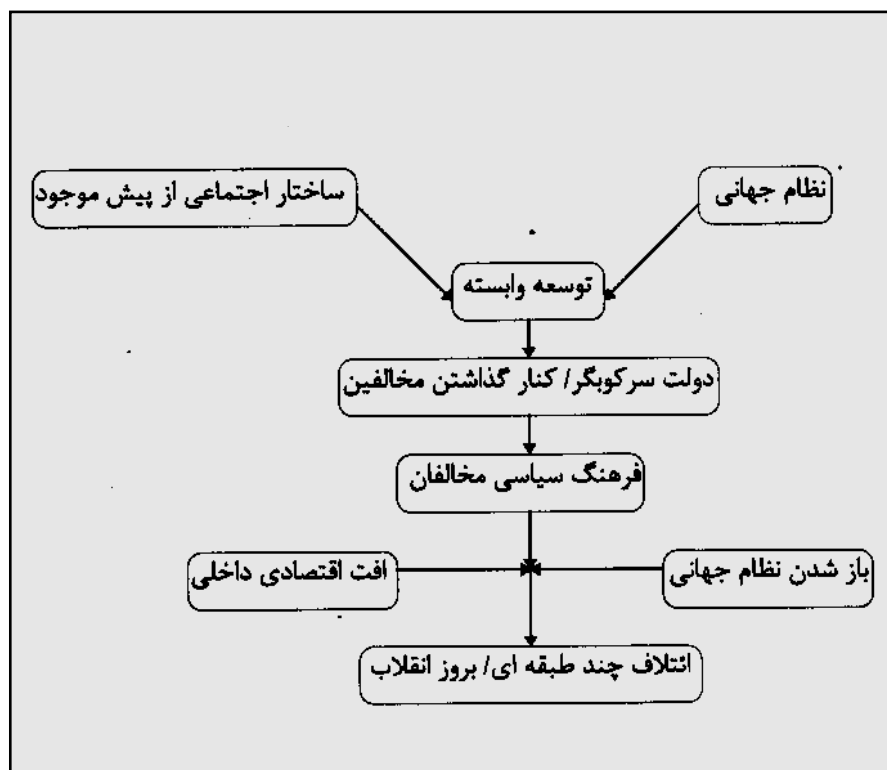 نظام جهانی
ساختار اجتماعی از پیش موجود
توسعه وابسته
دولت سرکوبگر/ کنار گذاشتن مخالفین
فرهنگ سیاسی مخالفان
باز شدن نظام جهانی
افت اقتصادی داخلی
ائتلاف چند طبقه ای/ بروز انقلاب